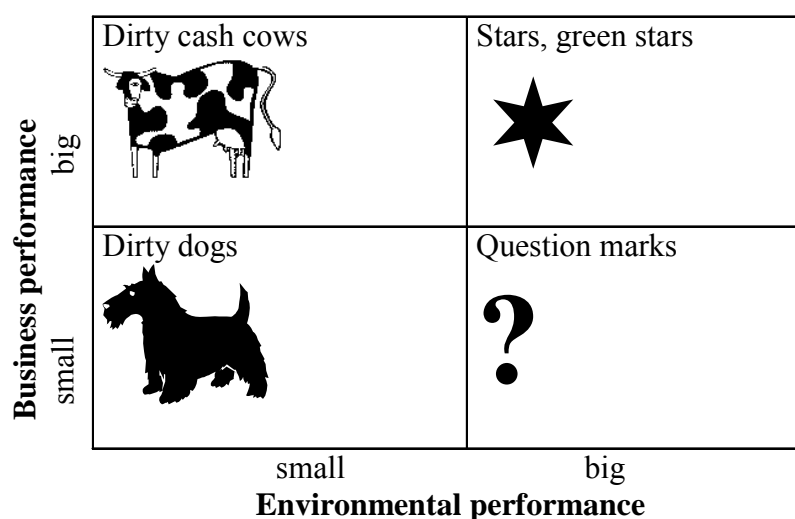 Dirty cash cows
Stars, green stars
big
Dirty dogs
Question marks
?
small
Business performance
small
big
Environmental performance